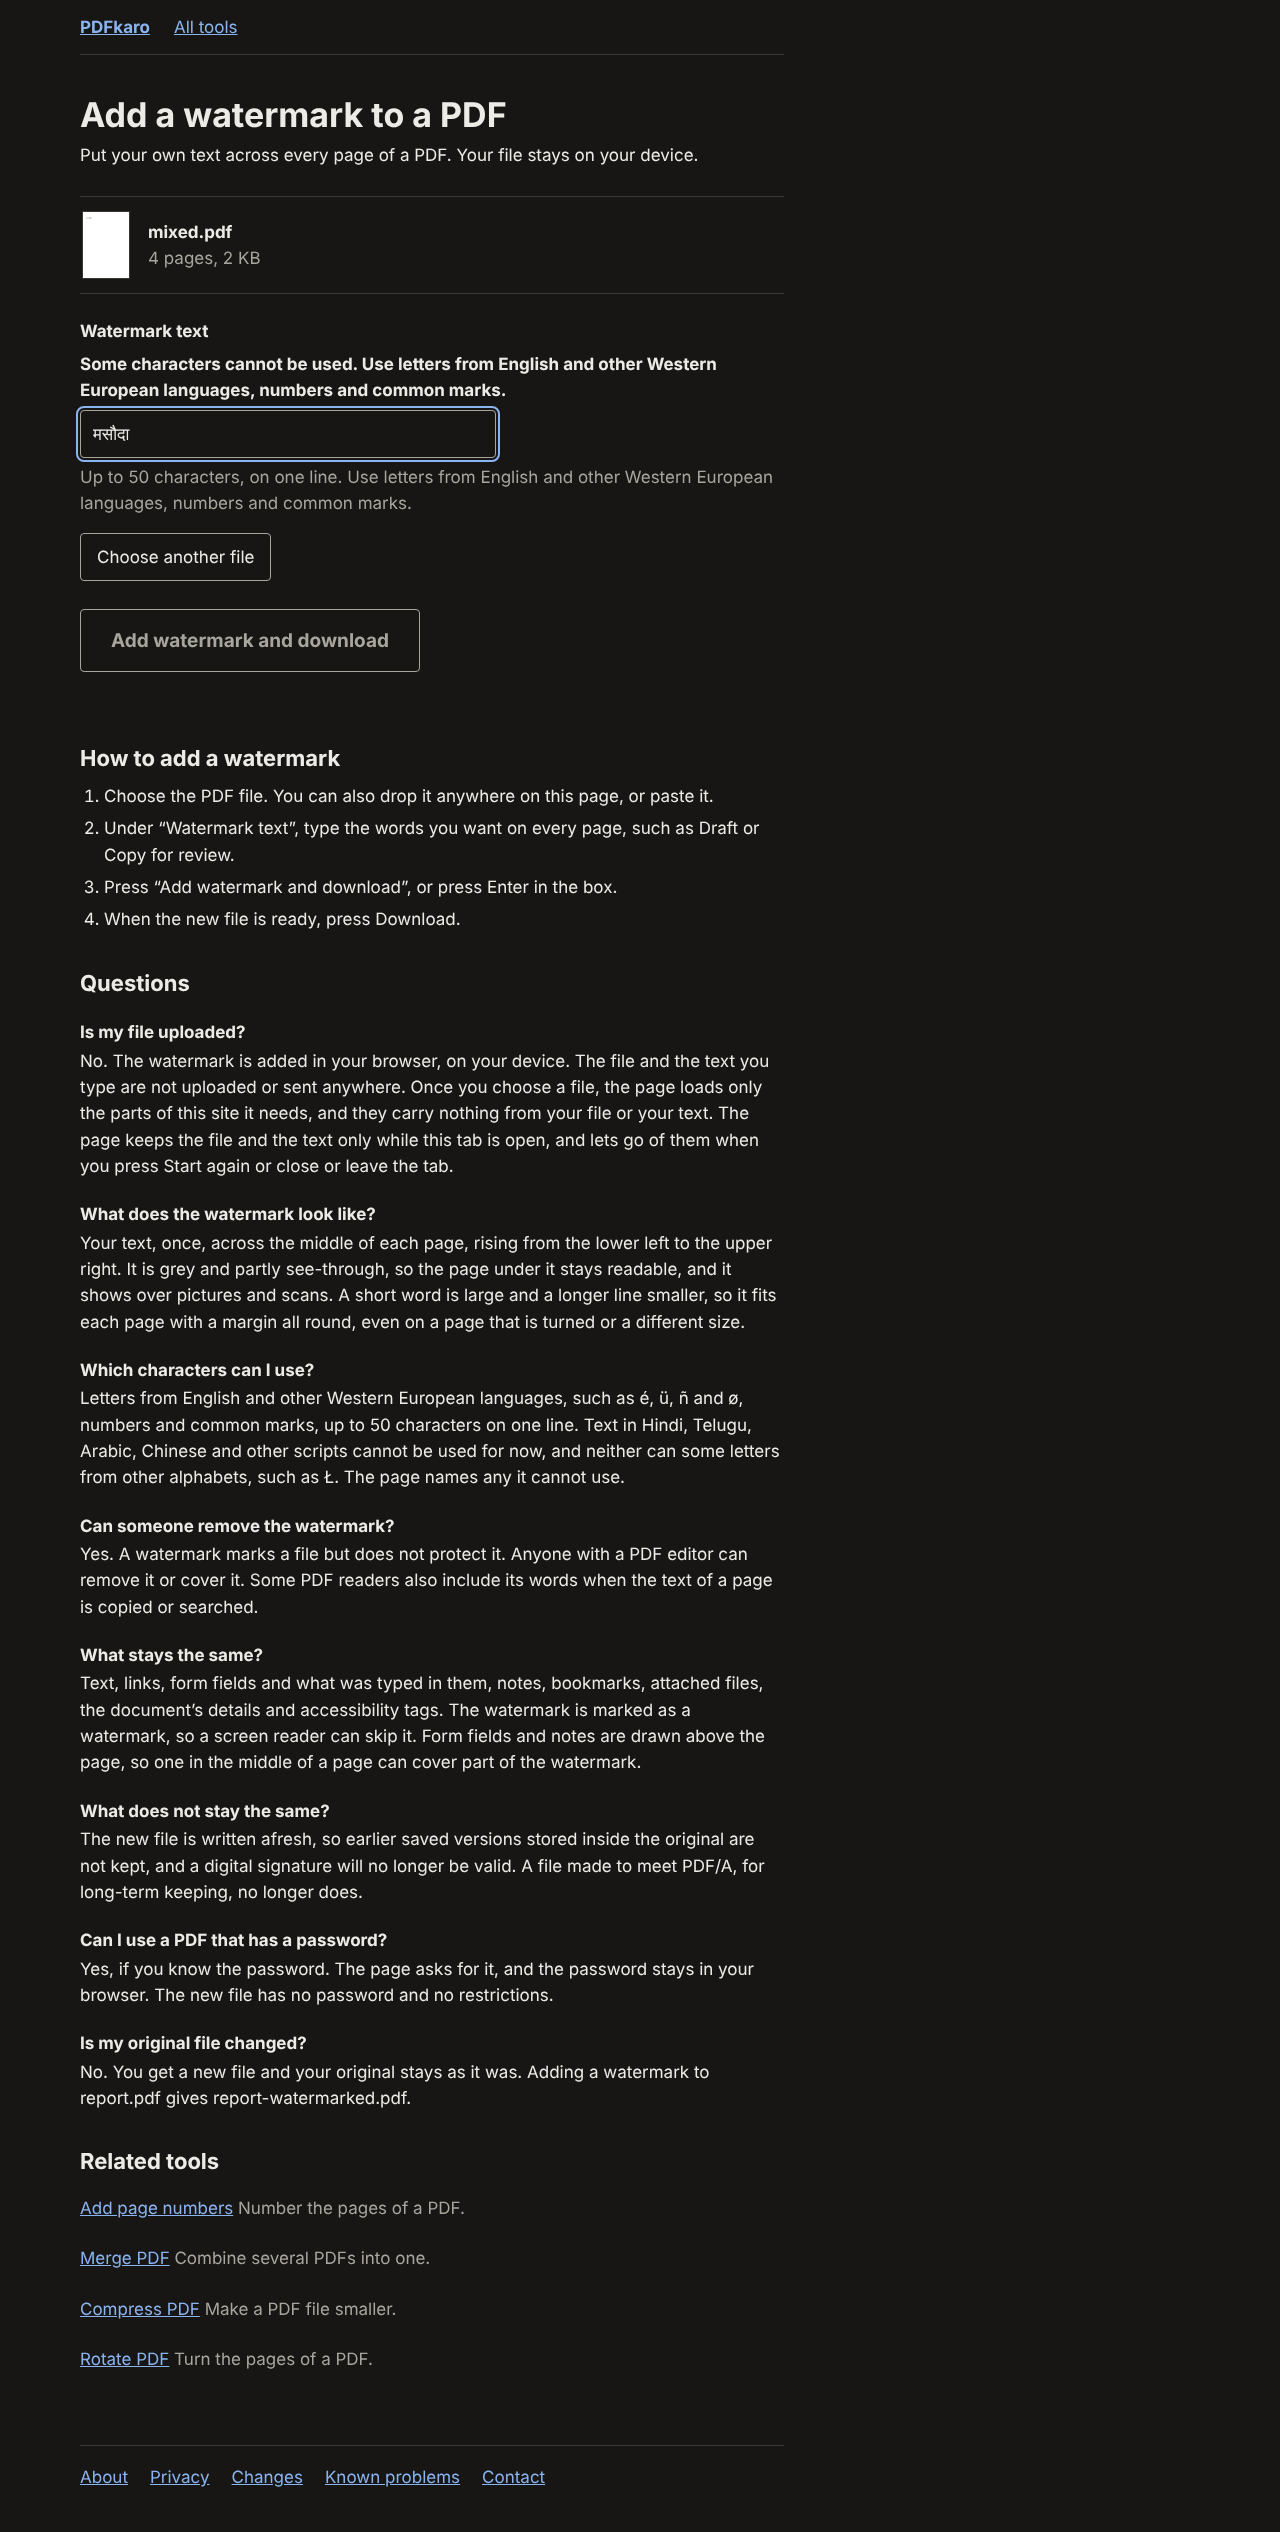 PDFkaro All tools
Add a watermark to a PDF
Put your own text across every page of a PDF. Your file stays on your device.
mixed.pdf
4 pages, 2 KB
Watermark text
Some characters cannot be used. Use letters from English and other Western
European languages, numbers and common marks.
मसौदा
Up to 50 characters, on one line. Use letters from English and other Western European
languages, numbers and common marks.
Choose another file
Add watermark and download
How to add a watermark
1. Choose the PDF file. You can also drop it anywhere on this page, or paste it.
2. Under “Watermark text”, type the words you want on every page, such as Draft or
Copy for review.
3. Press “Add watermark and download”, or press Enter in the box.
4. When the new file is ready, press Download.
Questions
Is my file uploaded?
No. The watermark is added in your browser, on your device. The file and the text you
type are not uploaded or sent anywhere. Once you choose a file, the page loads only
the parts of this site it needs, and they carry nothing from your file or your text. The
page keeps the file and the text only while this tab is open, and lets go of them when
you press Start again or close or leave the tab.
What does the watermark look like?
Your text, once, across the middle of each page, rising from the lower left to the upper
right. It is grey and partly see-through, so the page under it stays readable, and it
shows over pictures and scans. A short word is large and a longer line smaller, so it fits
each page with a margin all round, even on a page that is turned or a different size.
Which characters can I use?
Letters from English and other Western European languages, such as é, ü, ñ and ø,
numbers and common marks, up to 50 characters on one line. Text in Hindi, Telugu,
Arabic, Chinese and other scripts cannot be used for now, and neither can some letters
from other alphabets, such as Ł. The page names any it cannot use.
Can someone remove the watermark?
Yes. A watermark marks a file but does not protect it. Anyone with a PDF editor can
remove it or cover it. Some PDF readers also include its words when the text of a page
is copied or searched.
What stays the same?
Text, links, form fields and what was typed in them, notes, bookmarks, attached files,
the document’s details and accessibility tags. The watermark is marked as a
watermark, so a screen reader can skip it. Form fields and notes are drawn above the
page, so one in the middle of a page can cover part of the watermark.
What does not stay the same?
The new file is written afresh, so earlier saved versions stored inside the original are
not kept, and a digital signature will no longer be valid. A file made to meet PDF/A, for
long-term keeping, no longer does.
Can I use a PDF that has a password?
Yes, if you know the password. The page asks for it, and the password stays in your
browser. The new file has no password and no restrictions.
Is my original file changed?
No. You get a new file and your original stays as it was. Adding a watermark to
report.pdf gives report-watermarked.pdf.
Related tools
Add page numbers Number the pages of a PDF.
Merge PDF Combine several PDFs into one.
Compress PDF Make a PDF file smaller.
Rotate PDF Turn the pages of a PDF.
About Privacy Changes Known problems Contact